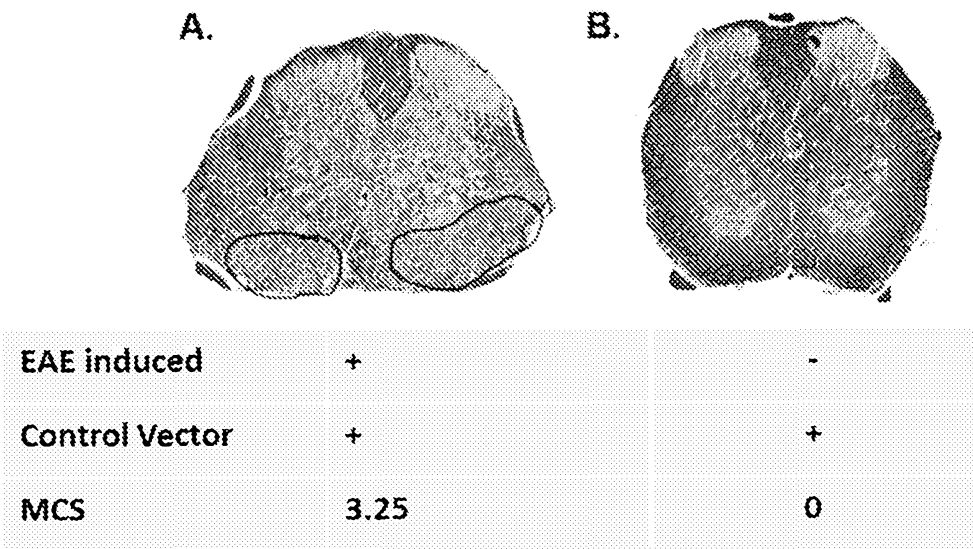 A. B.
EAE induced + -
Control Vector + +
MCS 3.25 0